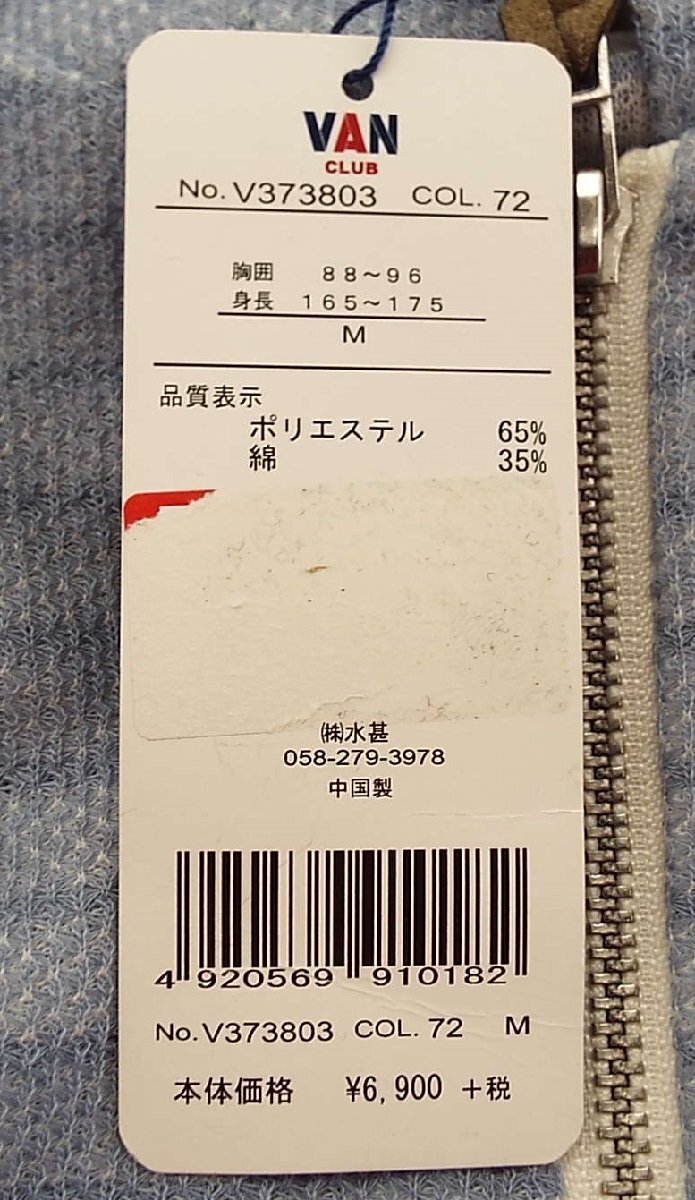 VAN
CLUB
No. V373803 COL. 72
胸囲 88～96
身長 165～175
M
品質表示
ポリエステル 65%
綿 35%
㈱水甚
058-279-3978
中国製
4 920569 910182
No. V373803 COL. 72 M
本体価格 ¥6,900 +税